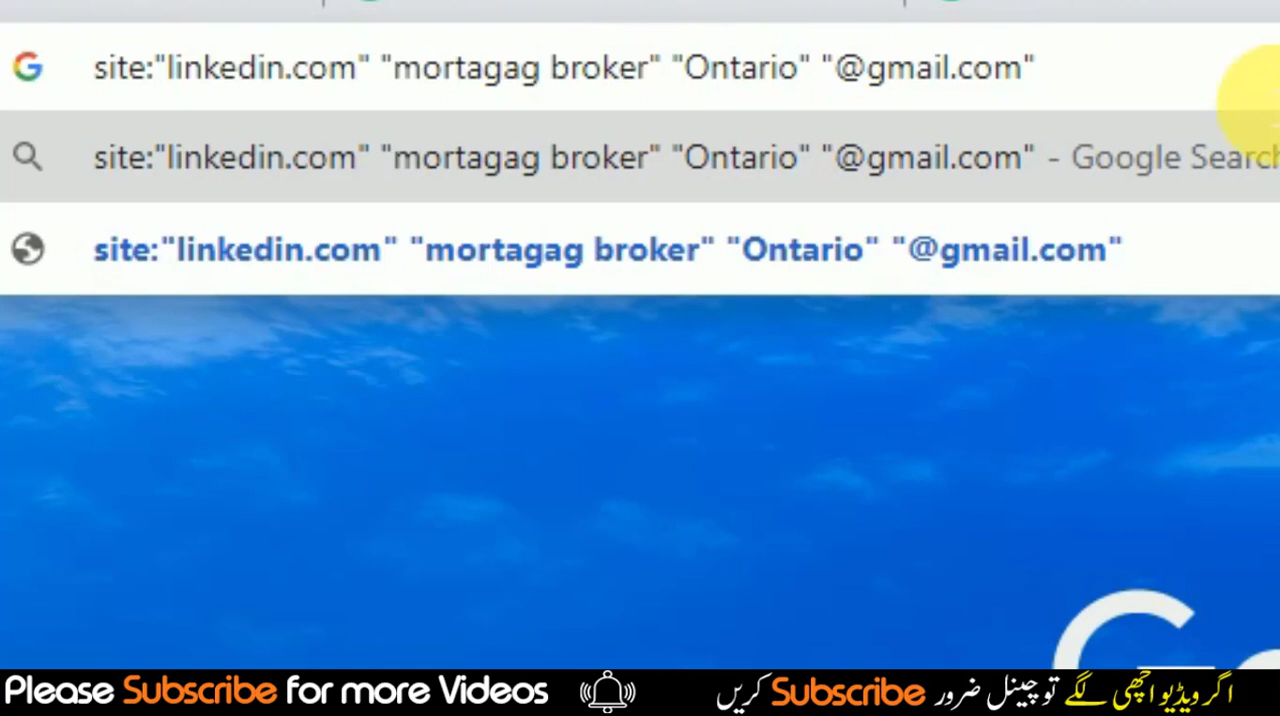 site:"linkedin.com" "mortagag broker" "Ontario" "@gmail.com"
site:"linkedin.com" "mortagag broker" "Ontario" "@gmail.com" - Google Search
site:"linkedin.com" "mortagag broker" "Ontario" "@gmail.com"
Please Subscribe for more Videos
اگر ویڈیو اچھی لگے تو چینل ضرور Subscribe کریں